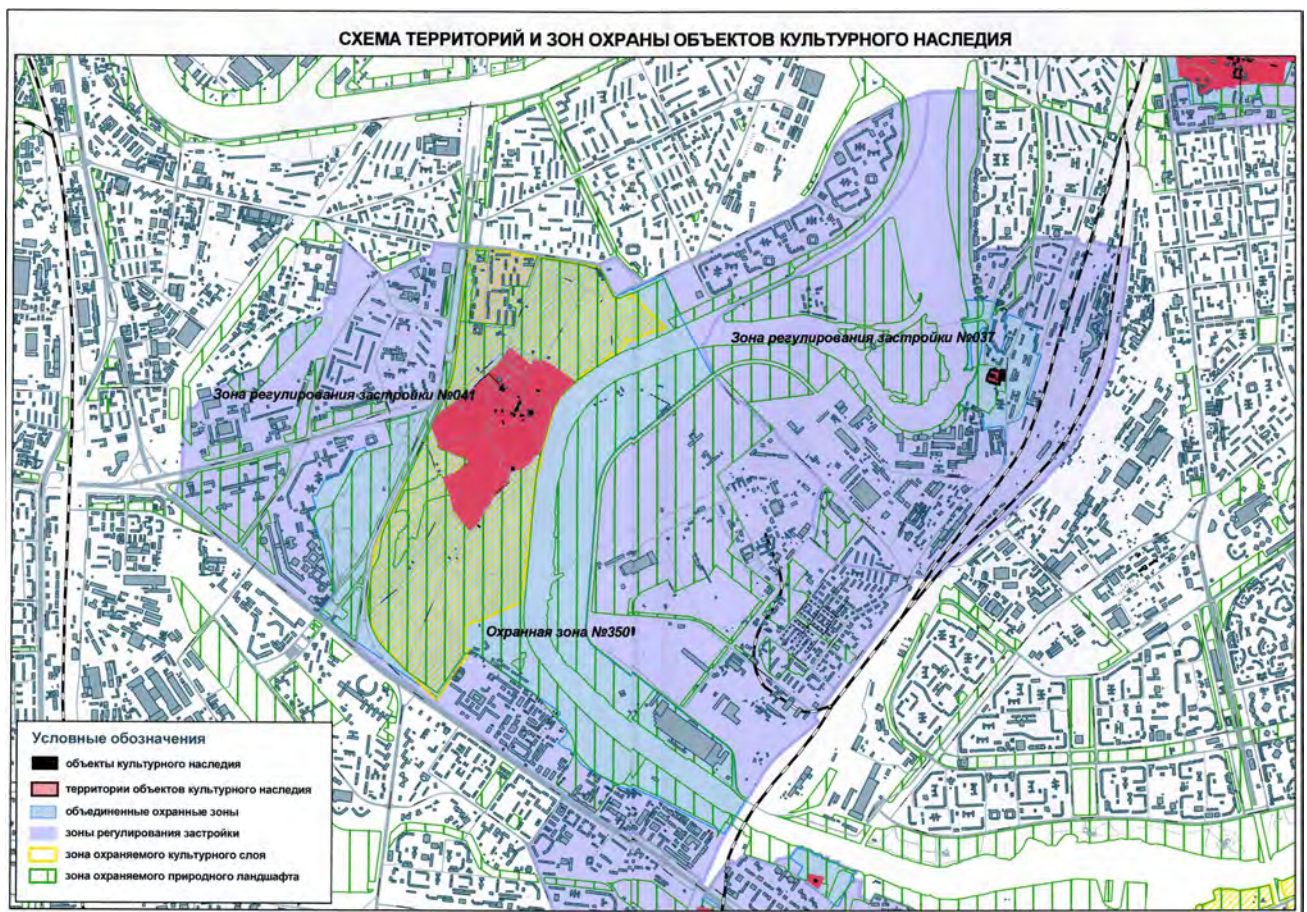 СХЕМА ТЕРРИТОРИЙ И ЗОН ОХРАНЫ ОБЪЕКТОВ КУЛЬТУРНОГО НАСЛЕДИЯ
Зона регулирования застройки №037
Зона регулирования застройки №041
Охранная зона №350
Условные обозначения
объекты культурного наследия
территории объектов культурного наследия
объединенные охранные зоны
зоны регулирования застройки
зона охраняемого культурного слоя
зона охраняемого природного ландшафта